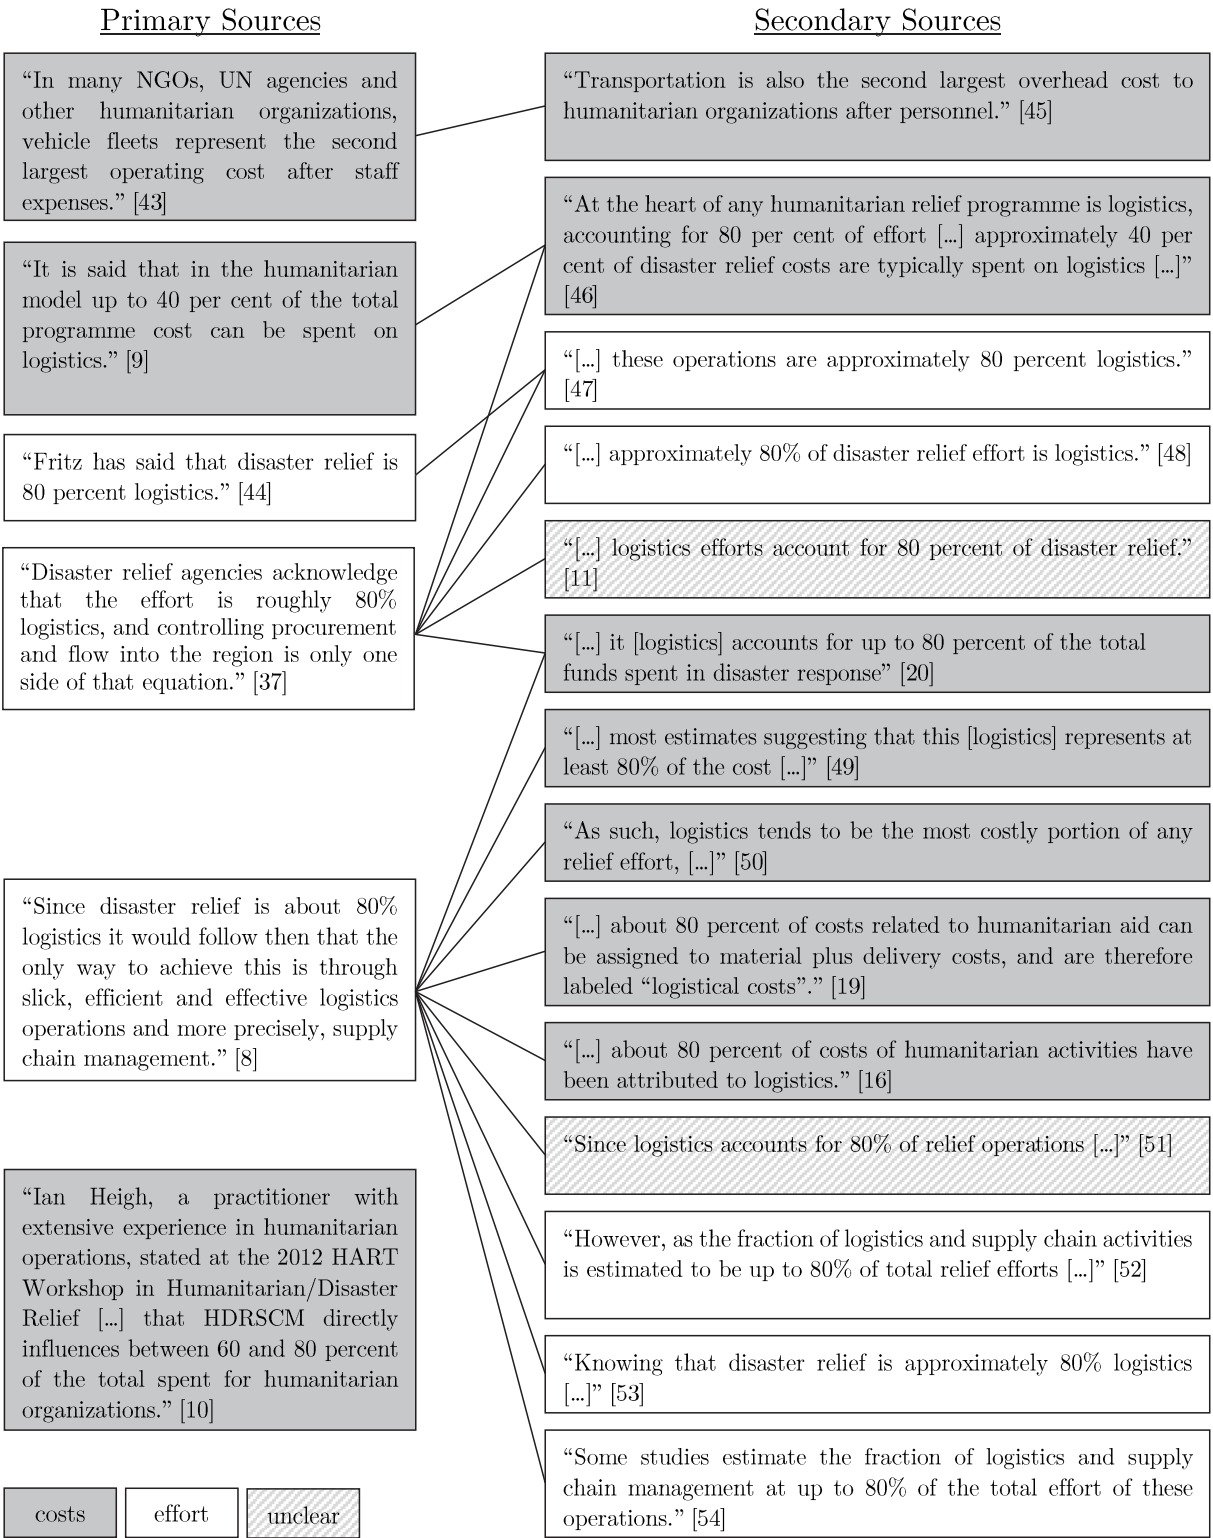 Primary Sources
“In many NGOs, UN agencies and
other humanitarian organizations,
vehicle fleets represent the second
largest operating cost after staff
expenses.” [43]
“It is said that in the humanitarian
model up to 40 per cent of the total
programme cost can be spent on
logistics.” [9]
“Fritz has said that disaster relief is
80 percent logistics.” [44]
“Disaster relief agencies acknowledge
that the effort is roughly 80%
logistics, and controlling procurement
and flow into the region is only one
side of that equation.” [37]
“Since disaster relief is about 80%
logistics it would follow then that the
only way to achieve this is through
slick, efficient and effective logistics
operations and more precisely, supply
chain management.” [8]
“Ian Heigh, a practitioner with
extensive experience in humanitarian
operations, stated at the 2012 HART
Workshop in Humanitarian/Disaster
Relief […] that HDRSCM directly
influences between 60 and 80 percent
of the total spent for humanitarian
organizations.” [10]
costs
effort
unclear
Secondary Sources
“Transportation is also the second largest overhead cost to
humanitarian organizations after personnel.” [45]
“At the heart of any humanitarian relief programme is logistics,
accounting for 80 per cent of effort […] approximately 40 per
cent of disaster relief costs are typically spent on logistics […]”
[46]
“[…] these operations are approximately 80 percent logistics.”
[47]
“[…] approximately 80% of disaster relief effort is logistics.” [48]
“[…] logistics efforts account for 80 percent of disaster relief.”
[11]
“[…] it [logistics] accounts for up to 80 percent of the total
funds spent in disaster response” [20]
“[…] most estimates suggesting that this [logistics] represents at
least 80% of the cost […]” [49]
“As such, logistics tends to be the most costly portion of any
relief effort, […]” [50]
“[…] about 80 percent of costs related to humanitarian aid can
be assigned to material plus delivery costs, and are therefore
labeled “logistical costs”.” [19]
“[…] about 80 percent of costs of humanitarian activities have
been attributed to logistics.” [16]
“Since logistics accounts for 80% of relief operations […]” [51]
“However, as the fraction of logistics and supply chain activities
is estimated to be up to 80% of total relief efforts […]” [52]
“Knowing that disaster relief is approximately 80% logistics
[…]” [53]
“Some studies estimate the fraction of logistics and supply
chain management at up to 80% of the total effort of these
operations.” [54]